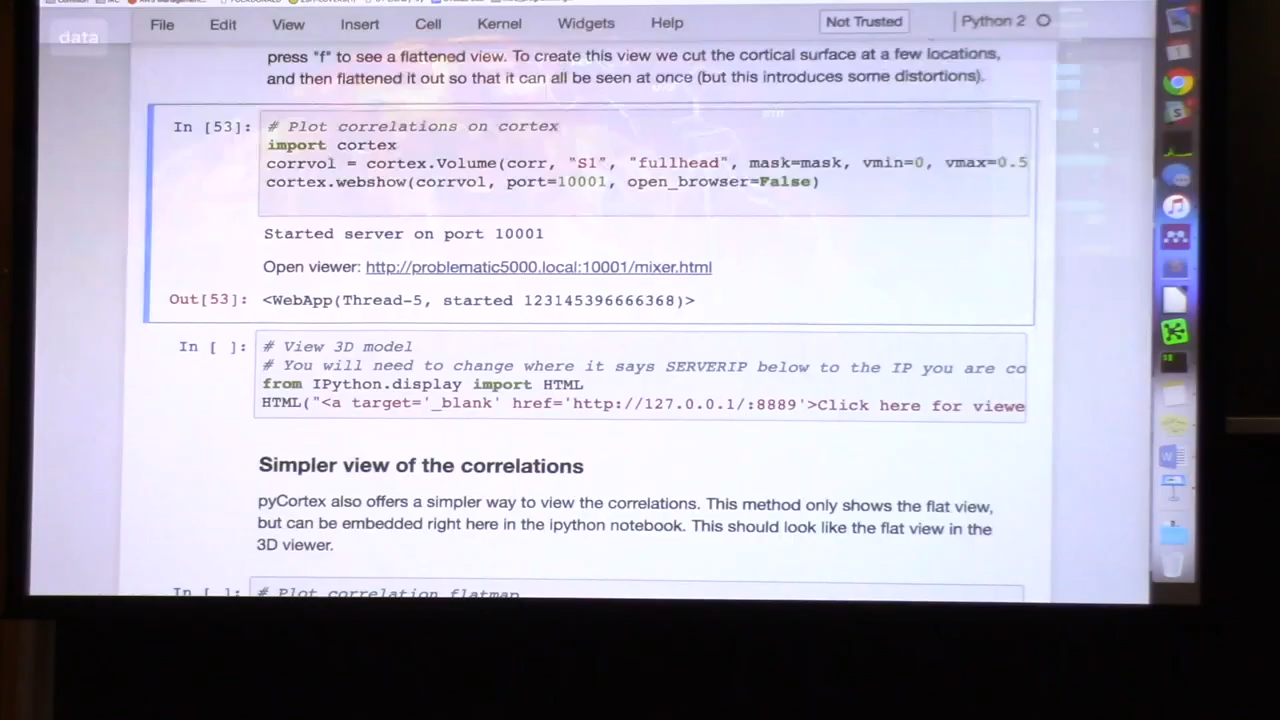 File Edit View Insert Cell Kernel Widgets Help Not Trusted Python 2
data
press "f" to see a flattened view. To create this view we cut the cortical surface at a few locations,
and then flattened it out so that it can all be seen at once (but this introduces some distortions).
In [53]: # Plot correlations on cortex
import cortex
corrvol = cortex.Volume(corr, "S1", "fullhead", mask=mask, vmin=0, vmax=0.5
cortex.webshow(corrvol, port=10001, open_browser=False)
Started server on port 10001
Open viewer: http://problematic5000.local:10001/mixer.html
Out[53]: <WebApp(Thread-5, started 123145396666368)>
In [ ]: # View 3D model
# You will need to change where it says SERVERIP below to the IP you are co
from IPython.display import HTML
HTML("<a target='_blank' href='http://127.0.0.1/:8889'>Click here for viewe
Simpler view of the correlations
pyCortex also offers a simpler way to view the correlations. This method only shows the flat view,
but can be embedded right here in the ipython notebook. This should look like the flat view in the
3D viewer.
In [ ]: # Plot correlation flatmap